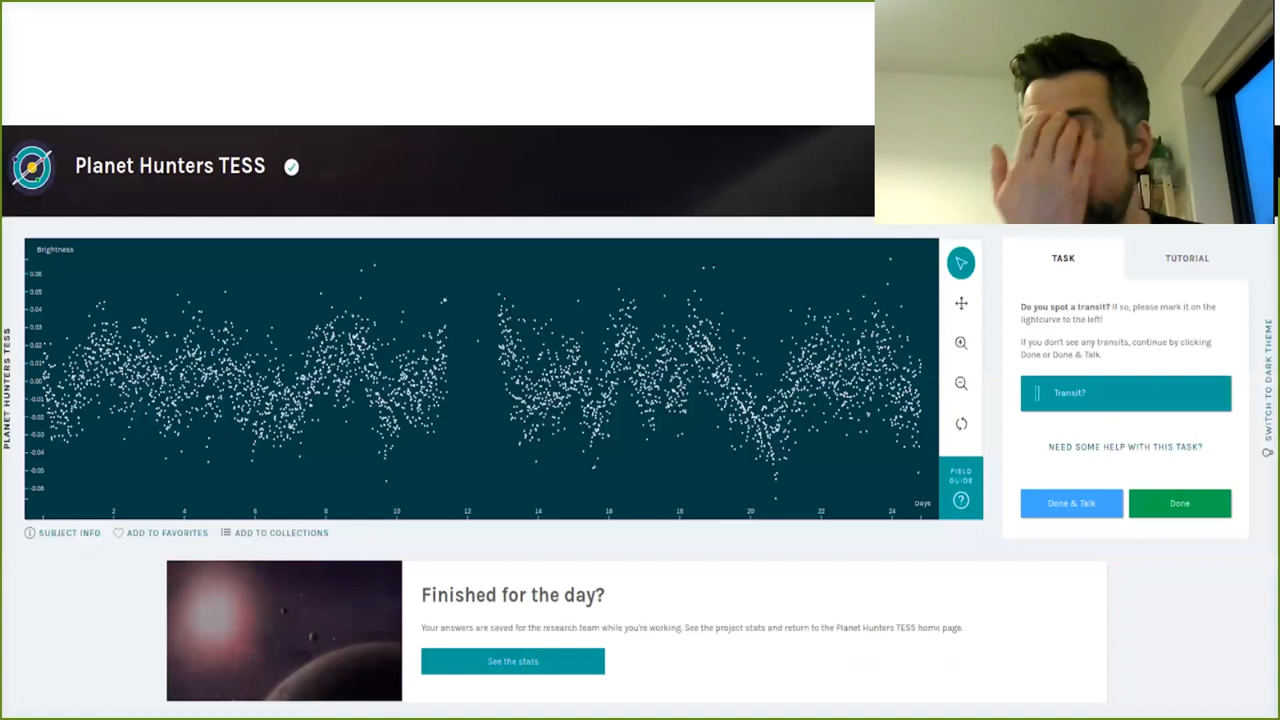 Planet Hunters TESS
PLANET HUNTERS TESS
Brightness
0.06
0.05
0.04
0.03
0.02
0.01
0.00
-0.01
-0.02
-0.03
-0.04
-0.05
-0.06
2
4
6
8
10
12
14
16
18
20
22
24
Days
FIELD
GUIDE
SUBJECT INFO
ADD TO FAVORITES
ADD TO COLLECTIONS
TASK
TUTORIAL
Do you spot a transit? If so, please mark it on the
lightcurve to the left!
If you don't see any transits, continue by clicking
Done or Done & Talk.
Transit?
NEED SOME HELP WITH THIS TASK?
Done & Talk
Done
SWITCH TO DARK THEME
Finished for the day?
Your answers are saved for the research team while you're working. See the project stats and return to the Planet Hunters TESS home page.
See the stats